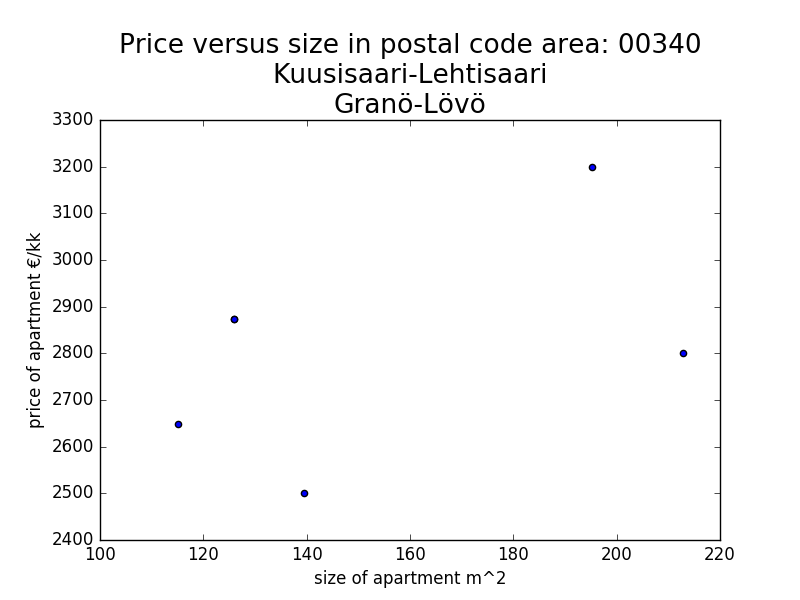 Price versus size in postal code area: 00340
Kuusisaari-Lehtisaari
Granö-Lövö
3300
3200
3100
3000
2900
2800
2700
2600
2500
2400
price of apartment €/kk
100 120 140 160 180 200 220
size of apartment m^2